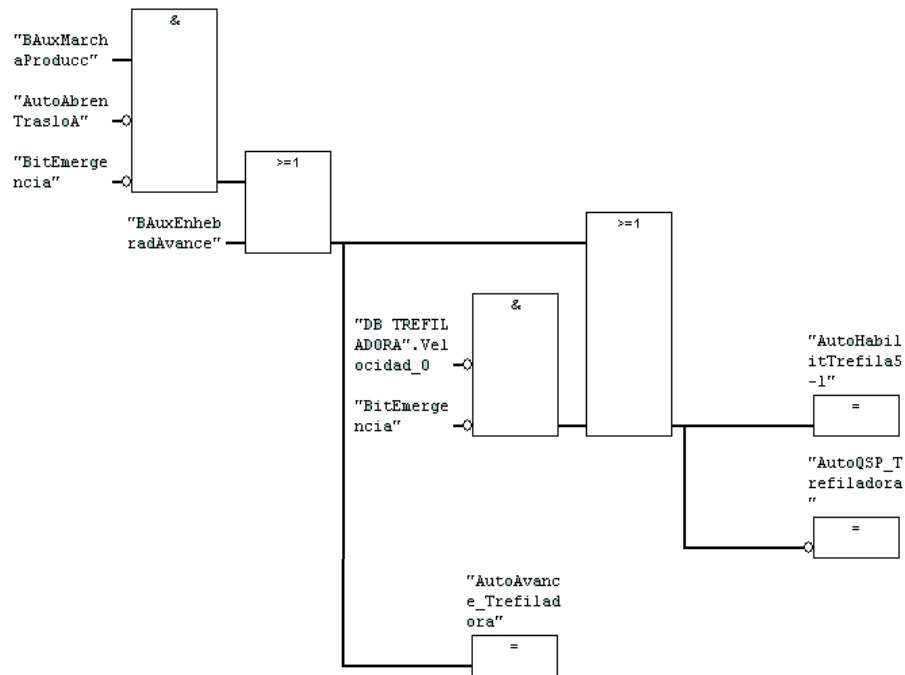 &
"BAuxMarch
aProducc"
"AutoAbren
TrasloA"
"BitEmerge
ncia"
>=1
"BAuxEnheb
radAvance"
>=1
&
"DB TREFIL
ADORA".Vel
ocidad_0
"BitEmerge
ncia"
"AutoHabil
itTrefila5
-1"
=
"AutoQSP_T
refiladora
"
=
"AutoAvanc
e_Trefilad
ora"
=